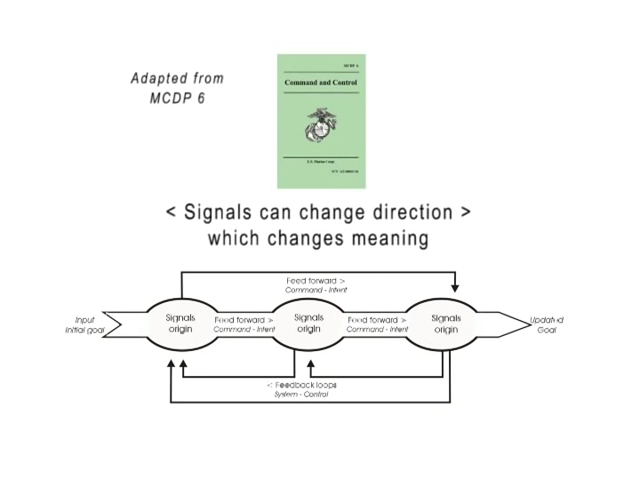 Adapted from
MCDP 6
MCDP 6
Command and Control
U.S. Marine Corps
< Signals can change direction >
which changes meaning
Feed forward >
Command - Intent
Input
Initial goal
Signals
origin
Feed forward >
Command - Intent
Signals
origin
Feed forward >
Command - Intent
Signals
origin
Updated
Goal
< Feedback loops
System - Control